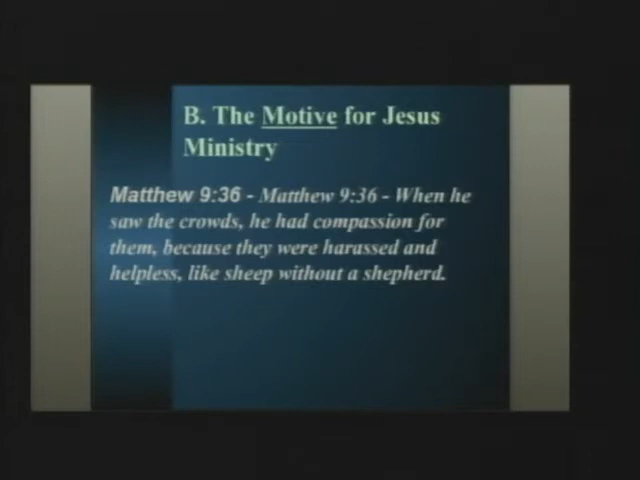 B. The Motive for Jesus
Ministry
Matthew 9:36 - Matthew 9:36 - When he
saw the crowds, he had compassion for
them, because they were harassed and
helpless, like sheep without a shepherd.